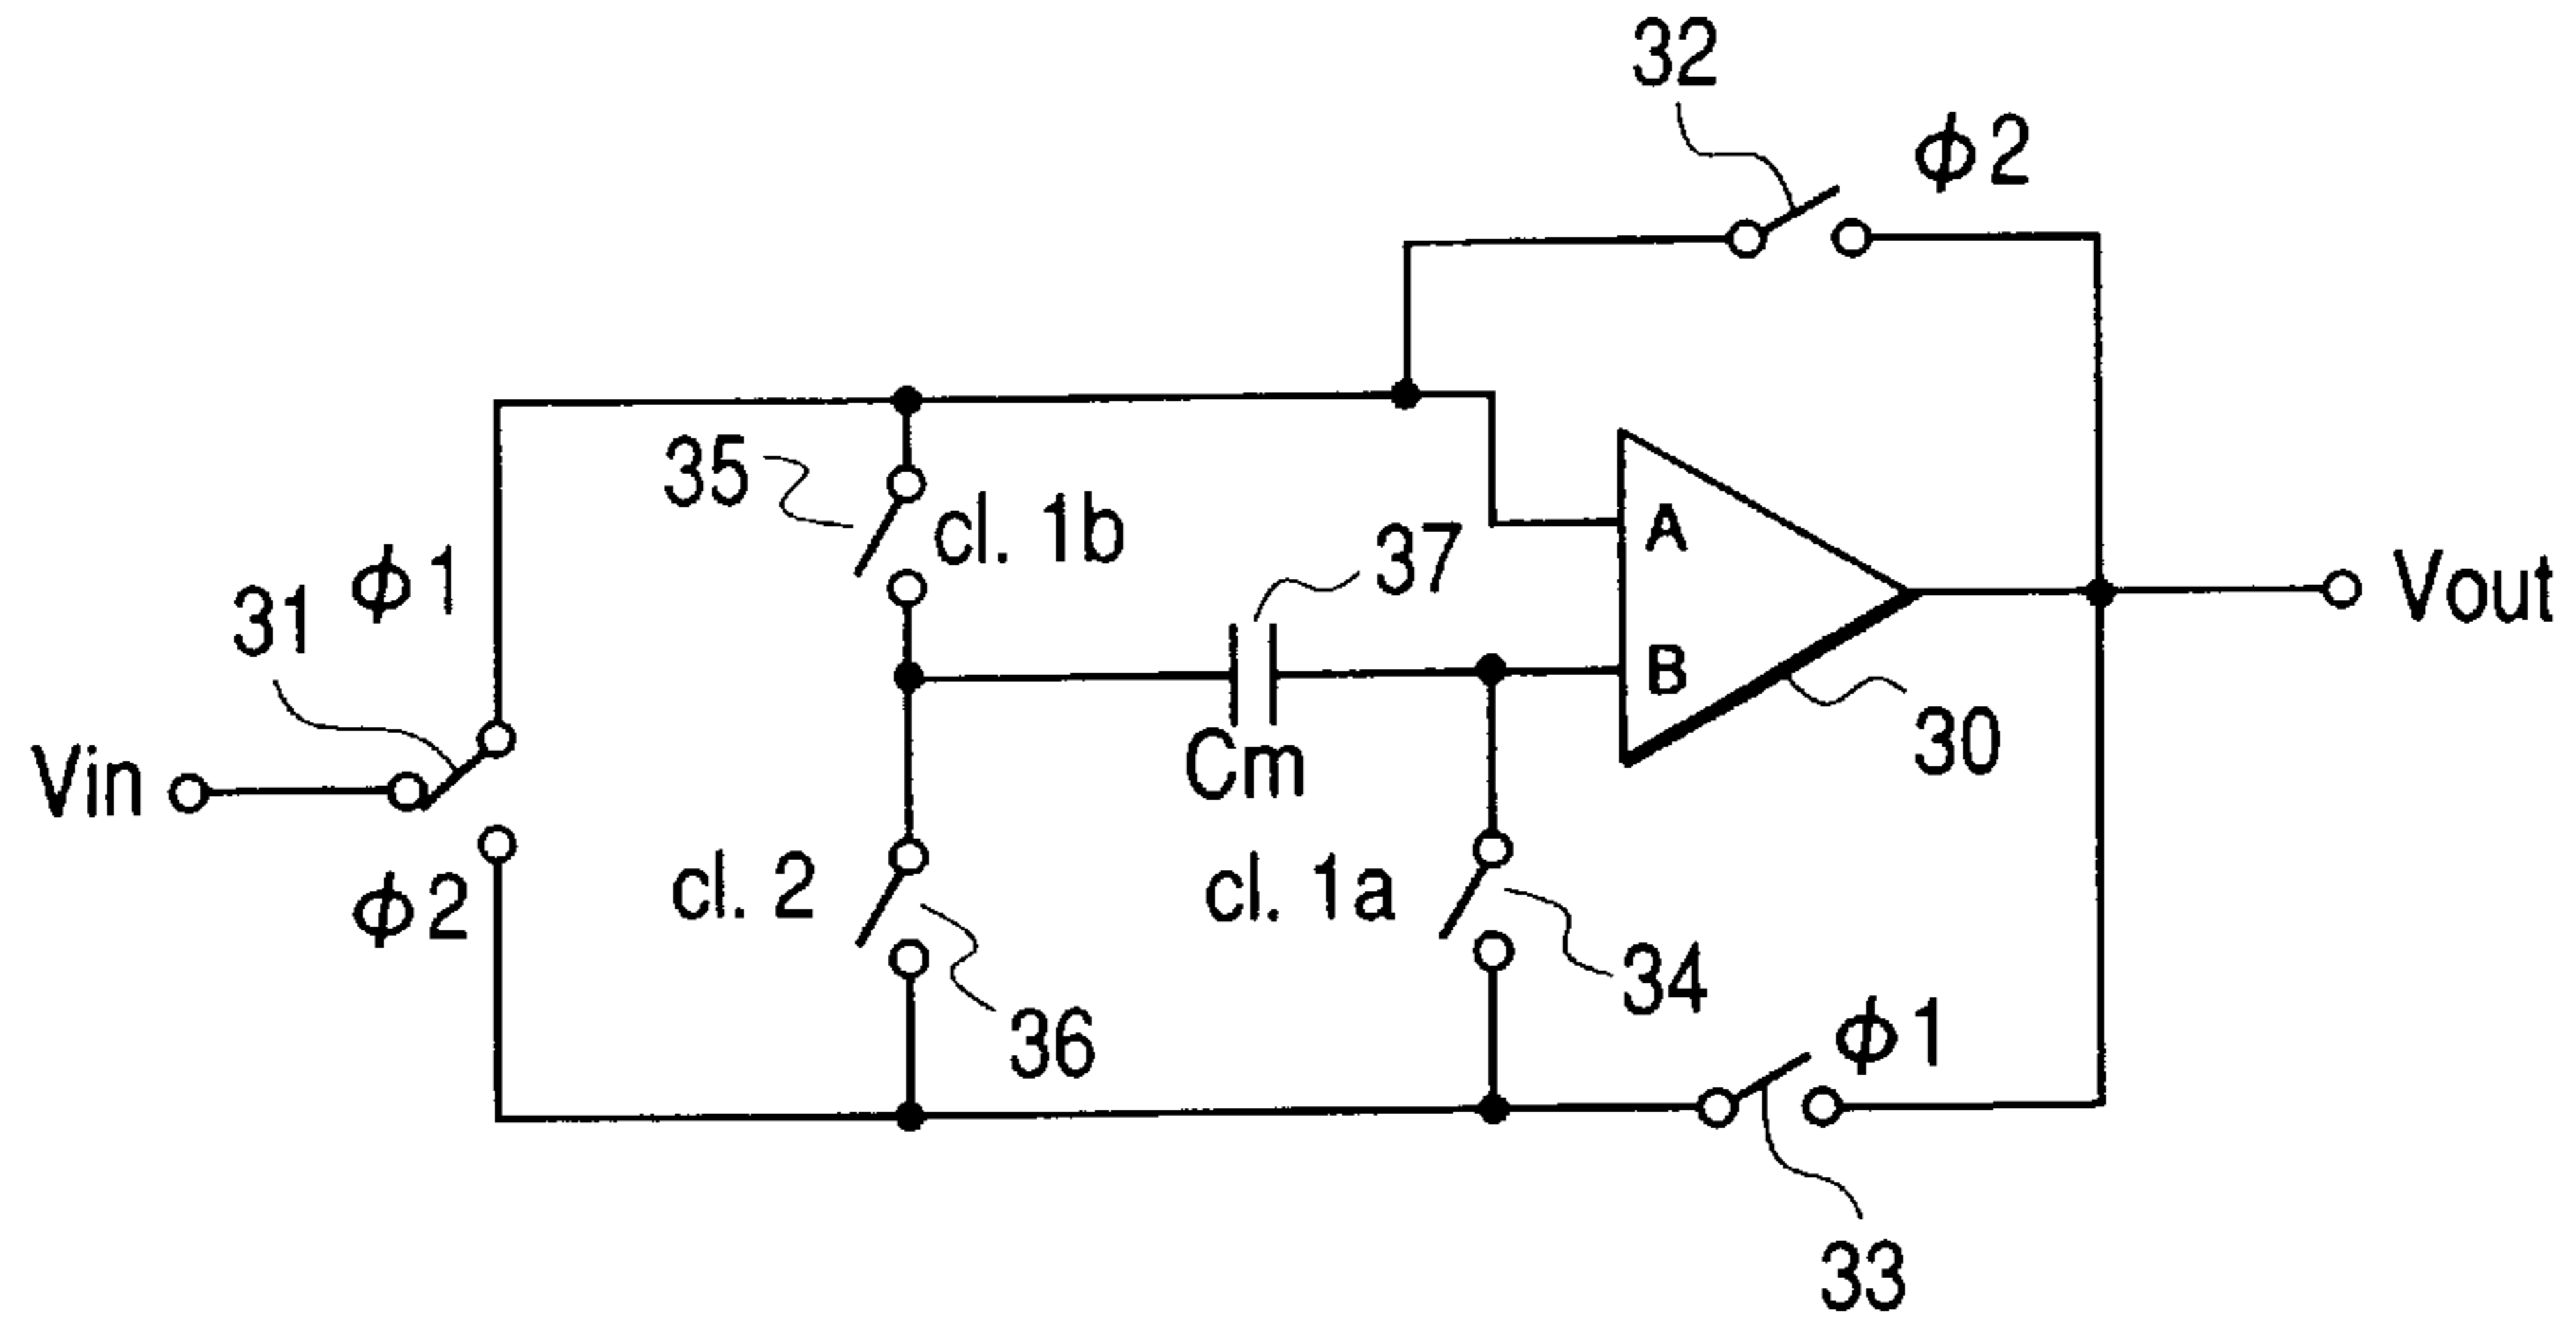 32
ϕ2
35
cl. 1b
A
37
ϕ1
31
Vout
B
30
Vin
Cm
cl. 2
cl. 1a
ϕ2
34
36
ϕ1
33